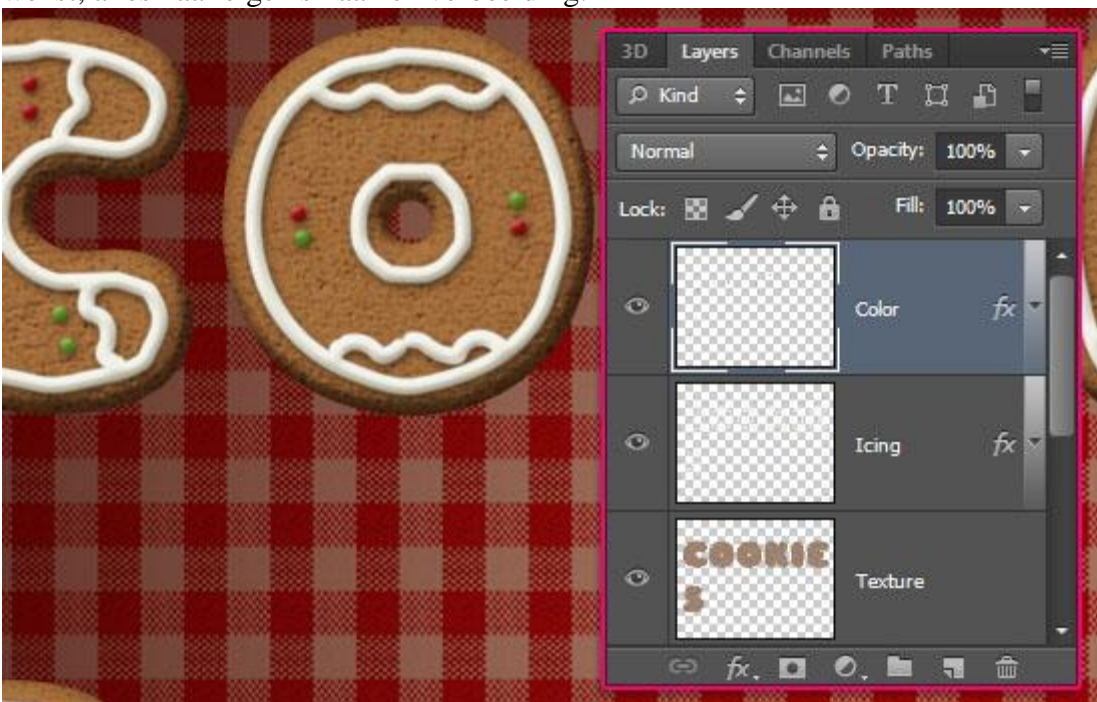 3D Layers Channels Paths
Kind T
Normal Opacity: 100%
Lock: Fill: 100%
Color fx
Icing fx
COOKIE
S
Texture
fx